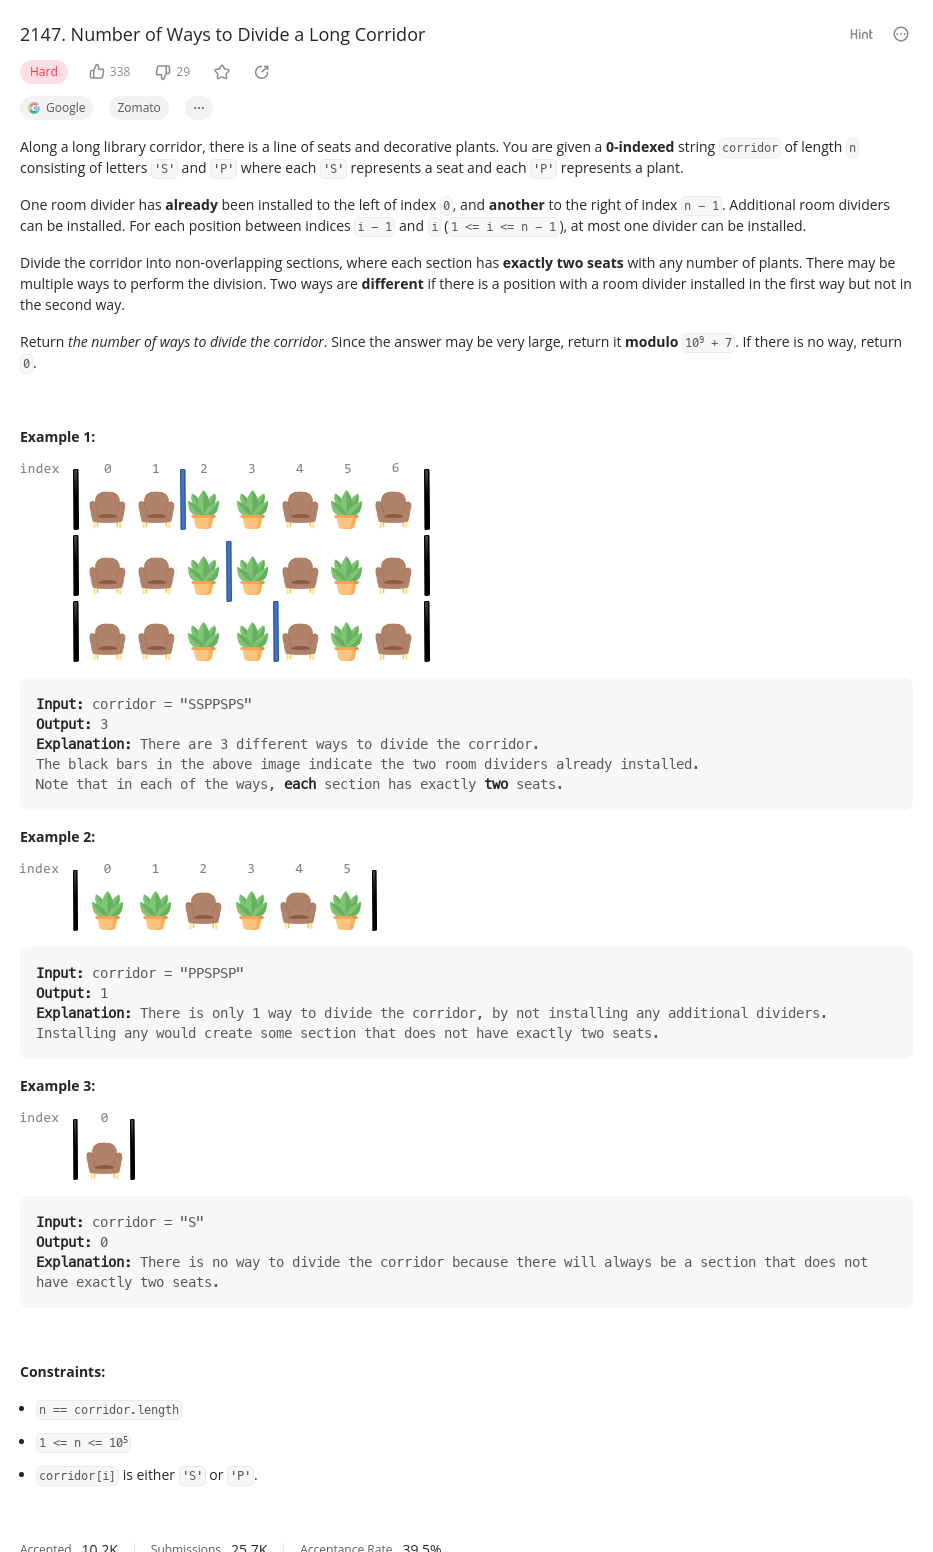 2147. Number of Ways to Divide a Long Corridor
Hint
Hard 338 29
Google Zomato ...
Along a long library corridor, there is a line of seats and decorative plants. You are given a 0-indexed string corridor of length n
consisting of letters 'S' and 'P' where each 'S' represents a seat and each 'P' represents a plant.
One room divider has already been installed to the left of index 0, and another to the right of index n - 1. Additional room dividers
can be installed. For each position between indices i - 1 and i (1 <= i <= n - 1), at most one divider can be installed.
Divide the corridor into non-overlapping sections, where each section has exactly two seats with any number of plants. There may be
multiple ways to perform the division. Two ways are different if there is a position with a room divider installed in the first way but not in
the second way.
Return the number of ways to divide the corridor. Since the answer may be very large, return it modulo 10⁹ + 7. If there is no way, return
0.
Example 1:
index 0 1 2 3 4 5 6
Input: corridor = "SSPPSPS"
Output: 3
Explanation: There are 3 different ways to divide the corridor.
The black bars in the above image indicate the two room dividers already installed.
Note that in each of the ways, each section has exactly two seats.
Example 2:
index 0 1 2 3 4 5
Input: corridor = "PPSPSP"
Output: 1
Explanation: There is only 1 way to divide the corridor, by not installing any additional dividers.
Installing any would create some section that does not have exactly two seats.
Example 3:
index 0
Input: corridor = "S"
Output: 0
Explanation: There is no way to divide the corridor because there will always be a section that does not
have exactly two seats.
Constraints:
• n == corridor.length
• 1 <= n <= 10⁵
• corridor[i] is either 'S' or 'P'.
Accepted 10.2K Submissions 25.7K Acceptance Rate 39.5%